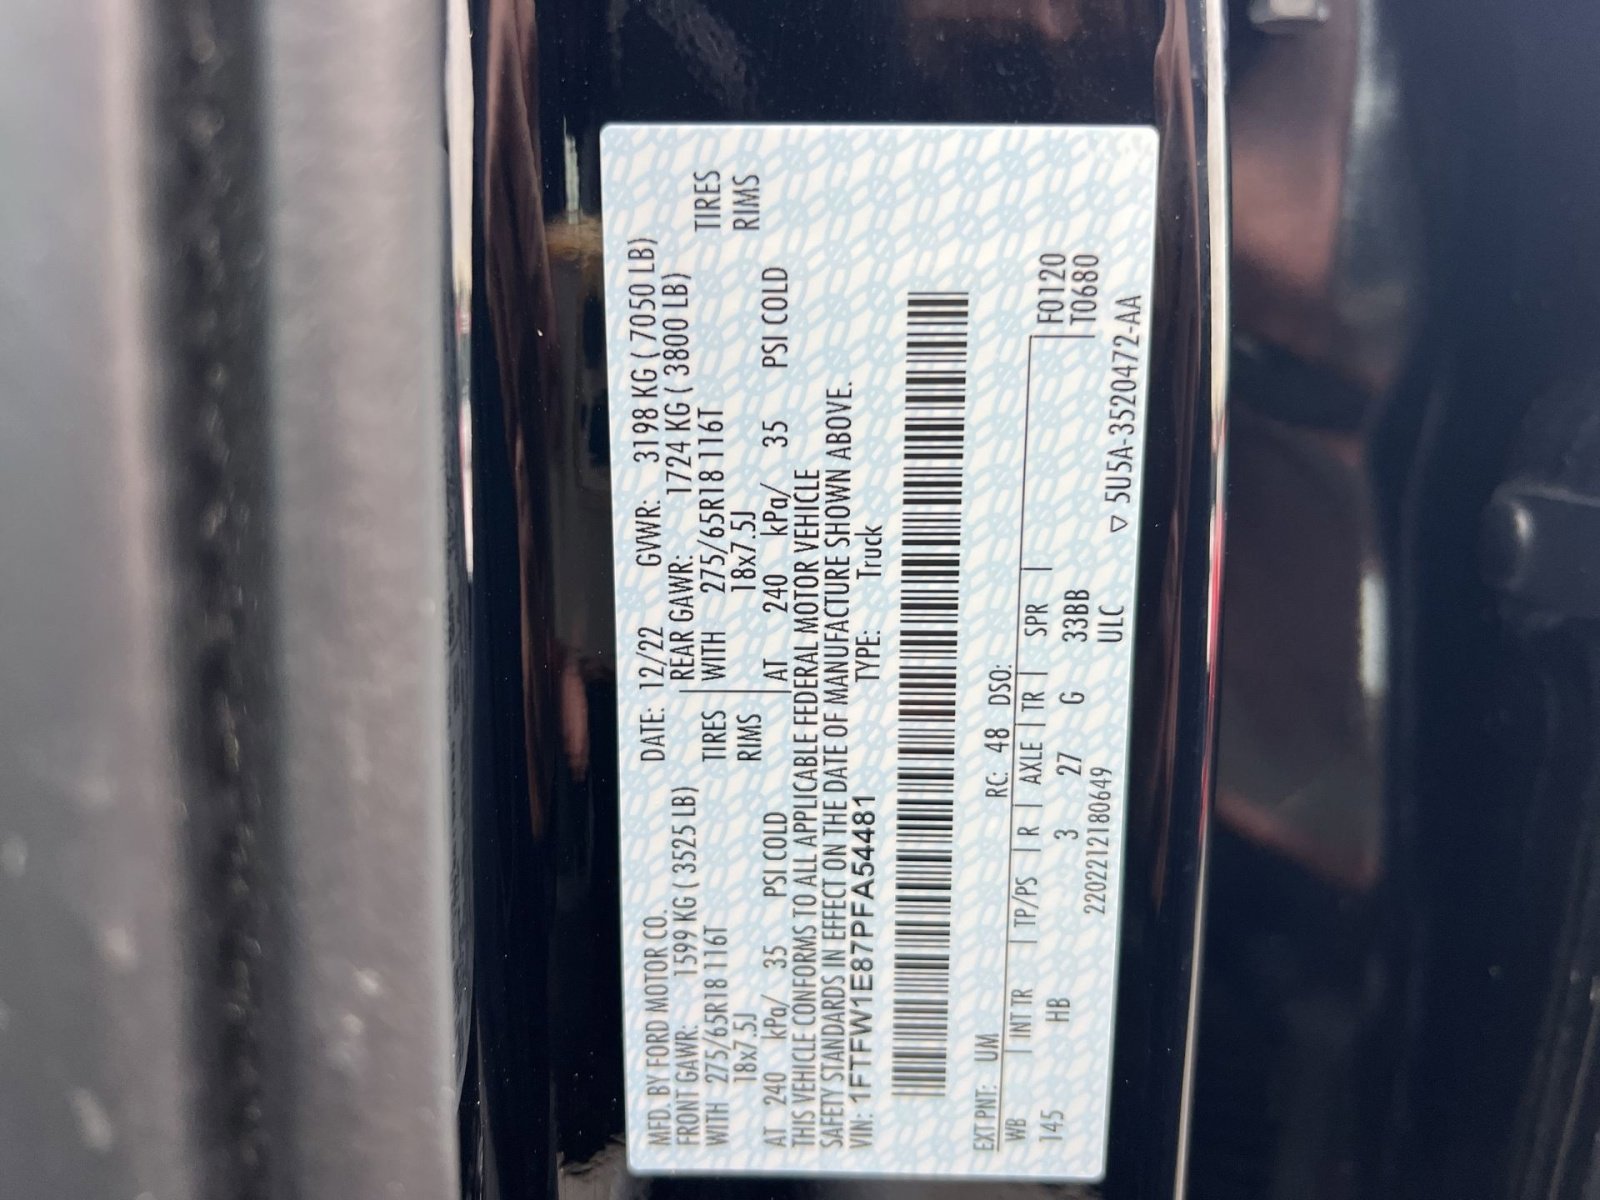 MFD. BY FORD MOTOR CO. DATE: 12/22 GVWR: 3198 KG ( 7050 LB)
FRONT GAWR: 1599 KG ( 3525 LB) REAR GAWR: 1724 KG ( 3800 LB)
WITH 275/65R18 116T TIRES WITH 275/65R18 116T TIRES
18x7.5J RIMS 18x7.5J RIMS
AT 240 kPa/ 35 PSI COLD AT 240 kPa/ 35 PSI COLD
THIS VEHICLE CONFORMS TO ALL APPLICABLE FEDERAL MOTOR VEHICLE
SAFETY STANDARDS IN EFFECT ON THE DATE OF MANUFACTURE SHOWN ABOVE.
VIN: 1FTFW1E87PFA54481 TYPE: Truck
EXT PNT: UM RC: 48 DSO:
WB INT TR TP/PS R AXLE TR SPR F0120
145 HB 3 27 G 33BB T0680
2202212180649 ULC
▽ 5U5A-3520472-AA